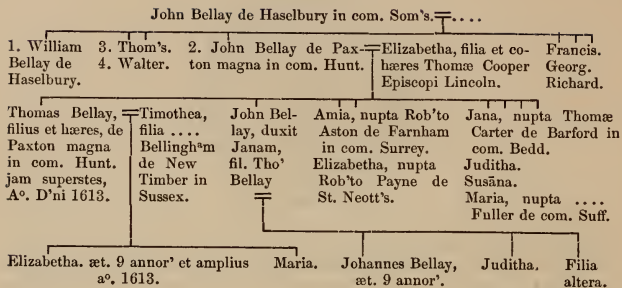 John Bellay de Haselbury in com. Som's.=....
1. William Bellay de Haselbury.
3. Thom's.
4. Walter.
2. John Bellay de Pax-
ton magna in com. Hunt.
=Elizabetha, filia et co-
hæres Thomæ Cooper
Episcopi Lincoln.
Francis.
Georg.
Richard.
Thomas Bellay,
filius et hæres, de
Paxton magna
in com. Hunt.
jam superstes,
Aº. D'ni 1613.
=Timothea,
filia ....
Bellinghᵃm
de New
Timber in
Sussex.
John Bel-
lay, duxit
Janam,
fil. Tho'
Bellay
Amia, nupta Rob'to
Aston de Farnham
in com. Surrey.
Elizabetha, nupta
Rob'to Payne de
St. Neott's.
Jana, nupta Thomæ
Carter de Barford in
com. Bedd.
Juditha.
Susāna.
Maria, nupta ....
Fuller de com. Suff.
Elizabetha. æt. 9 annor' et amplius
aº. 1613.
Maria.
Johannes Bellay,
æt. 9 annor'.
Juditha.
Filia
altera.